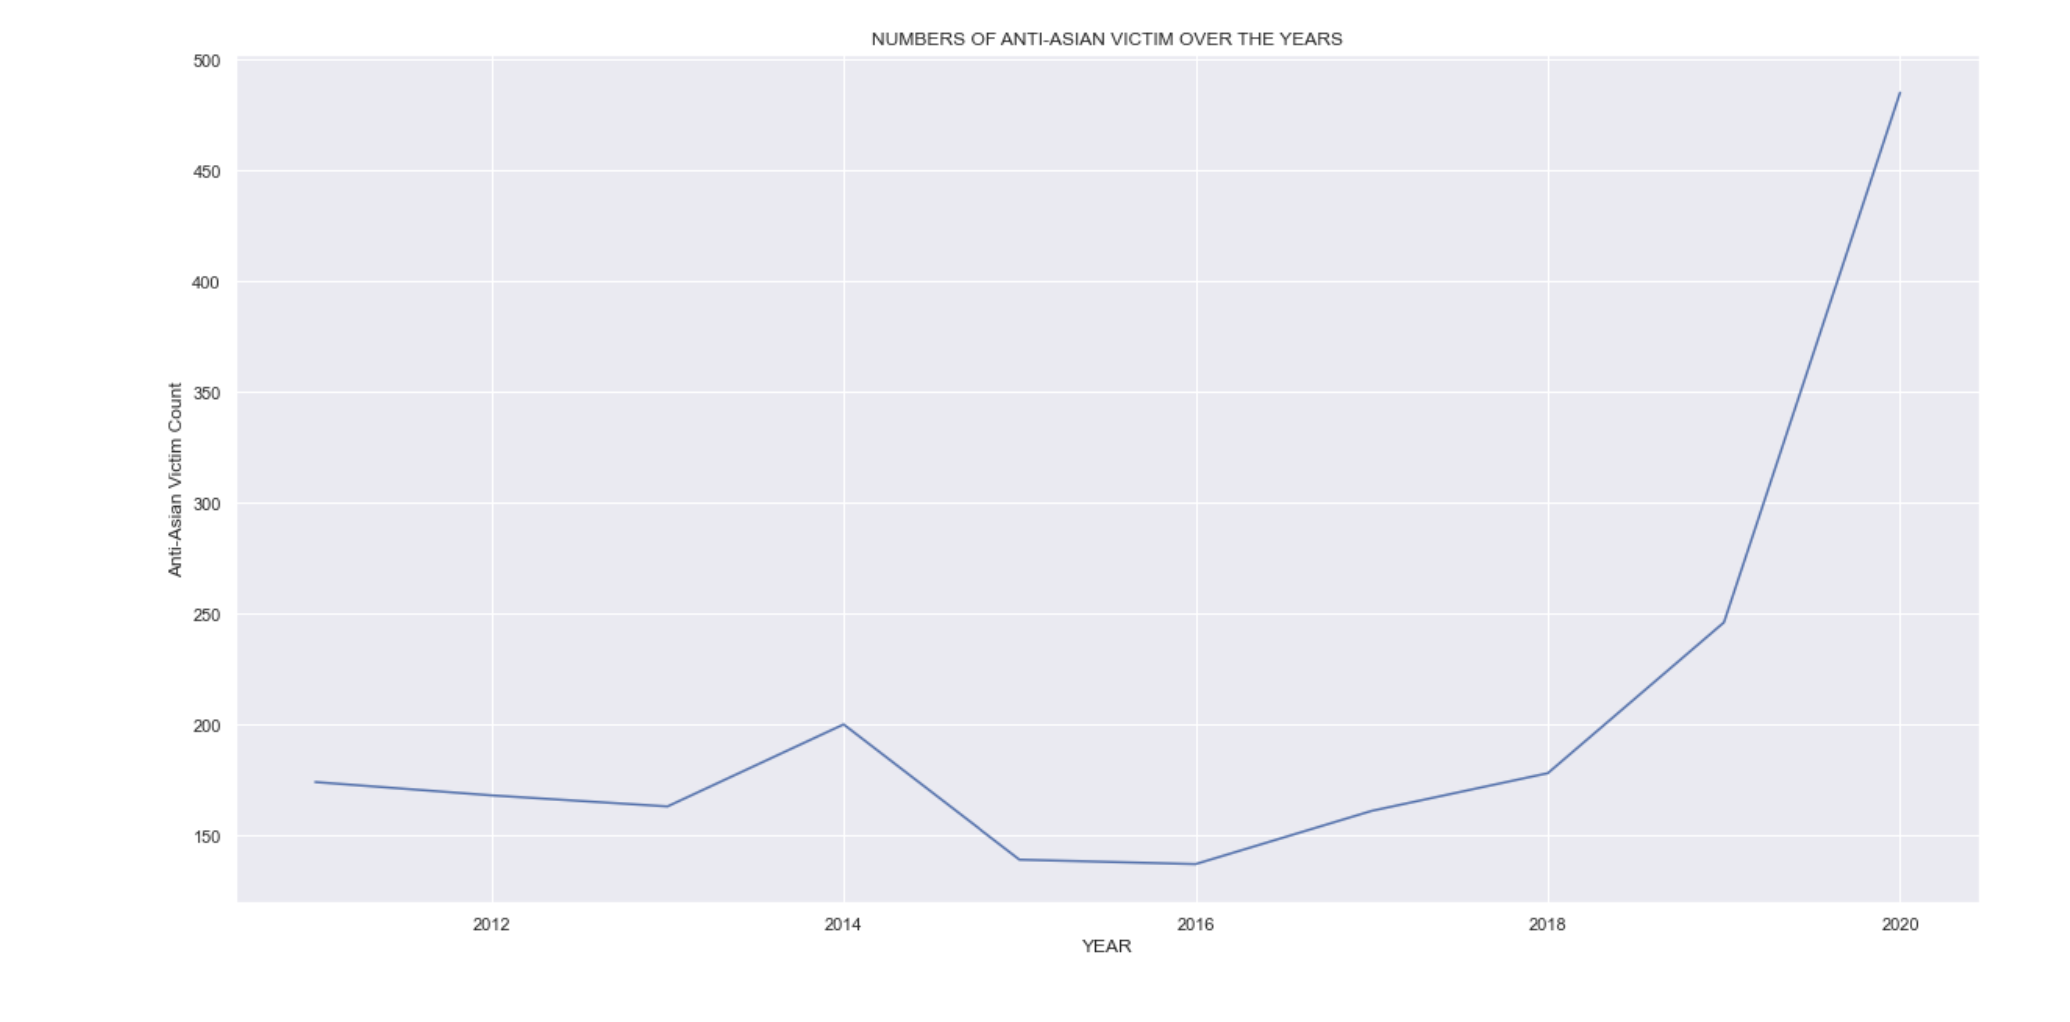 NUMBERS OF ANTI-ASIAN VICTIM OVER THE YEARS
500
450
400
350
300
250
200
150
Anti-Asian Victim Count
2012 2014 2016 2018 2020
YEAR